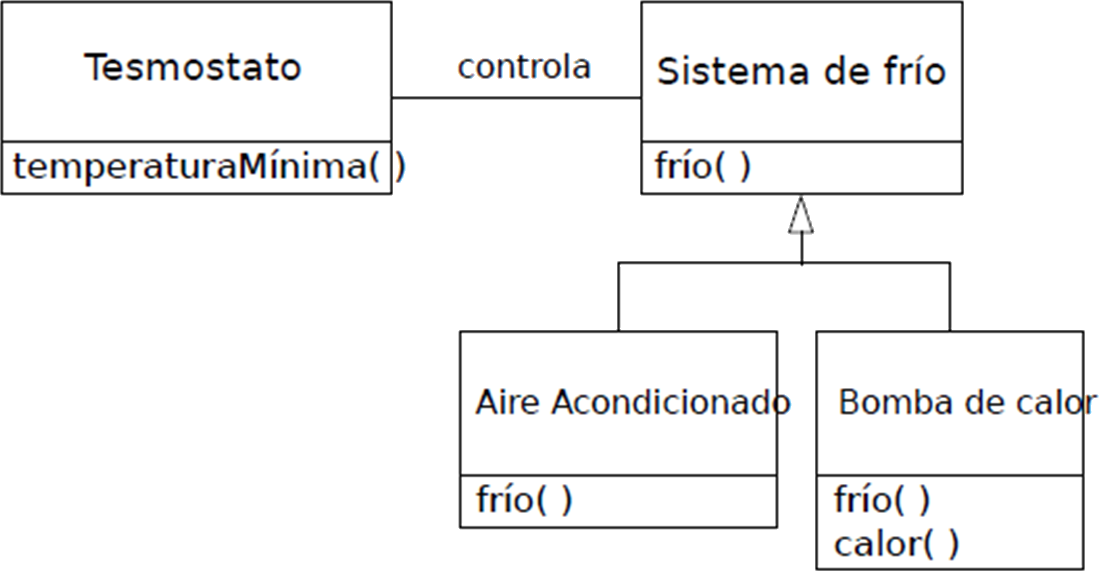 Tesmostato
controla
Sistema de frío
temperaturaMínima( )
frío( )
Aire Acondicionado
Bomba de calor
frío( )
frío( )
calor( )